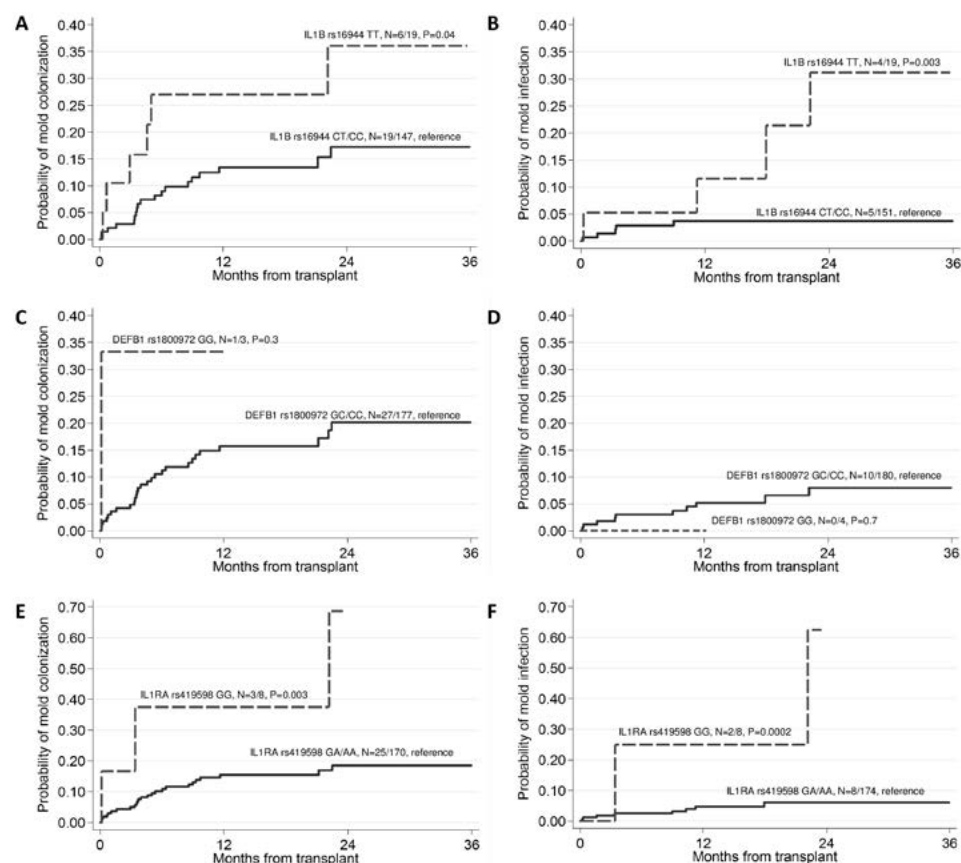 A
Probability of mold colonization
0.40
0.35
0.30
0.25
0.20
0.15
0.10
0.05
0.00
IL1B rs16944 TT, N=6/19, P=0.04
IL1B rs16944 CT/CC, N=19/147, reference
0
12
24
36
Months from transplant
B
Probability of mold infection
0.40
0.35
0.30
0.25
0.20
0.15
0.10
0.05
0.00
IL1B rs16944 TT, N=4/19, P=0.003
IL1B rs16944 CT/CC, N=5/151, reference
0
12
24
36
Months from transplant
C
Probability of mold colonization
0.40
0.35
0.30
0.25
0.20
0.15
0.10
0.05
0.00
DEFB1 rs1800972 GG, N=1/3, P=0.3
DEFB1 rs1800972 GC/CC, N=27/177, reference
0
12
24
36
Months from transplant
D
Probability of mold infection
0.40
0.35
0.30
0.25
0.20
0.15
0.10
0.05
0.00
DEFB1 rs1800972 GC/CC, N=10/180, reference
DEFB1 rs1800972 GG, N=0/4, P=0.7
0
12
24
36
Months from transplant
E
Probability of mold colonization
0.70
0.60
0.50
0.40
0.30
0.20
0.10
0.00
IL1RA rs419598 GG, N=3/8, P=0.003
IL1RA rs419598 GA/AA, N=25/170, reference
0
12
24
36
Months from transplant
F
Probability of mold infection
0.70
0.60
0.50
0.40
0.30
0.20
0.10
0.00
IL1RA rs419598 GG, N=2/8, P=0.0002
IL1RA rs419598 GA/AA, N=8/174, reference
0
12
24
36
Months from transplant